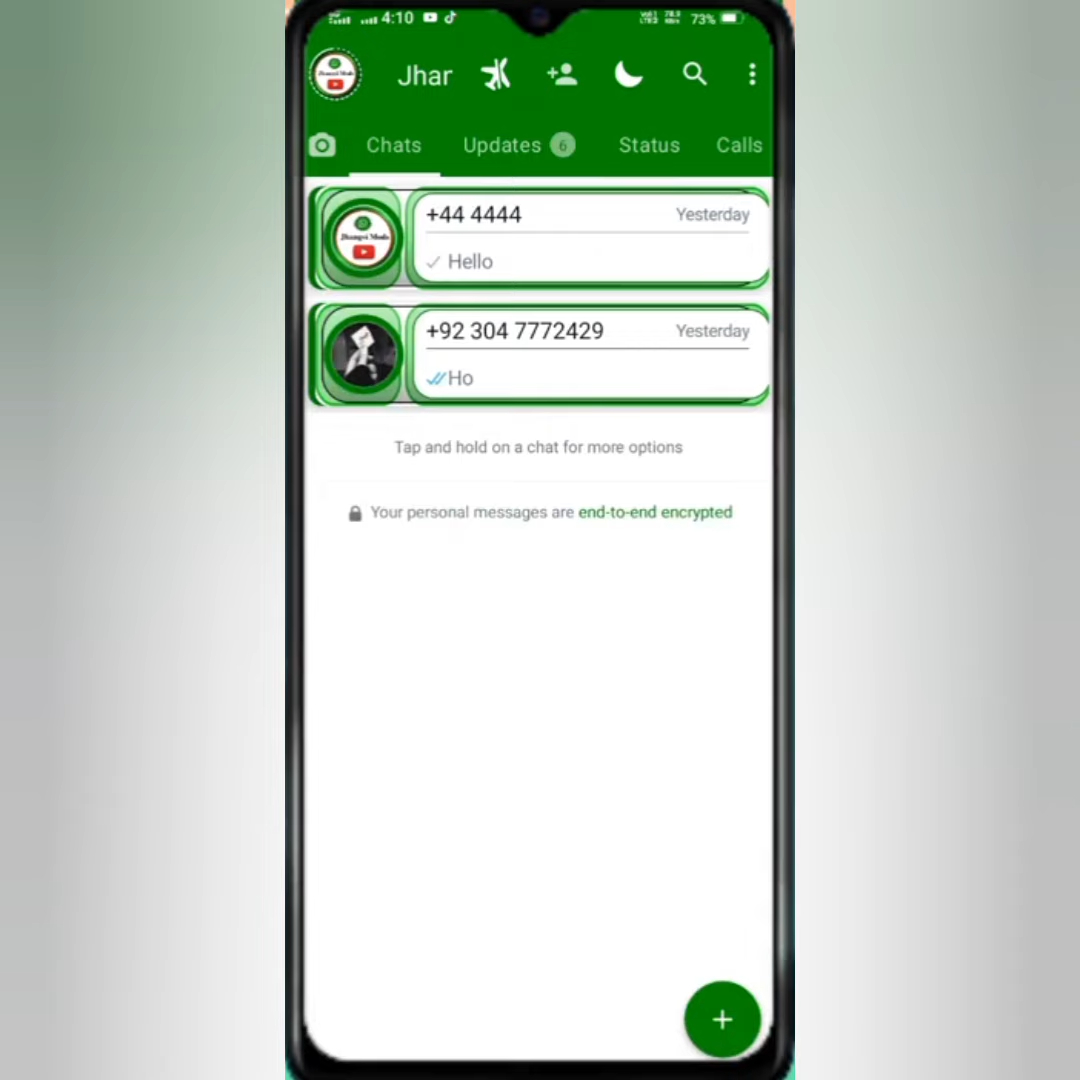 4:10
73%
Jhar
Chats
Updates 6
Status
Calls
+44 4444
Yesterday
Hello
+92 304 7772429
Yesterday
Ho
Tap and hold on a chat for more options
Your personal messages are end-to-end encrypted